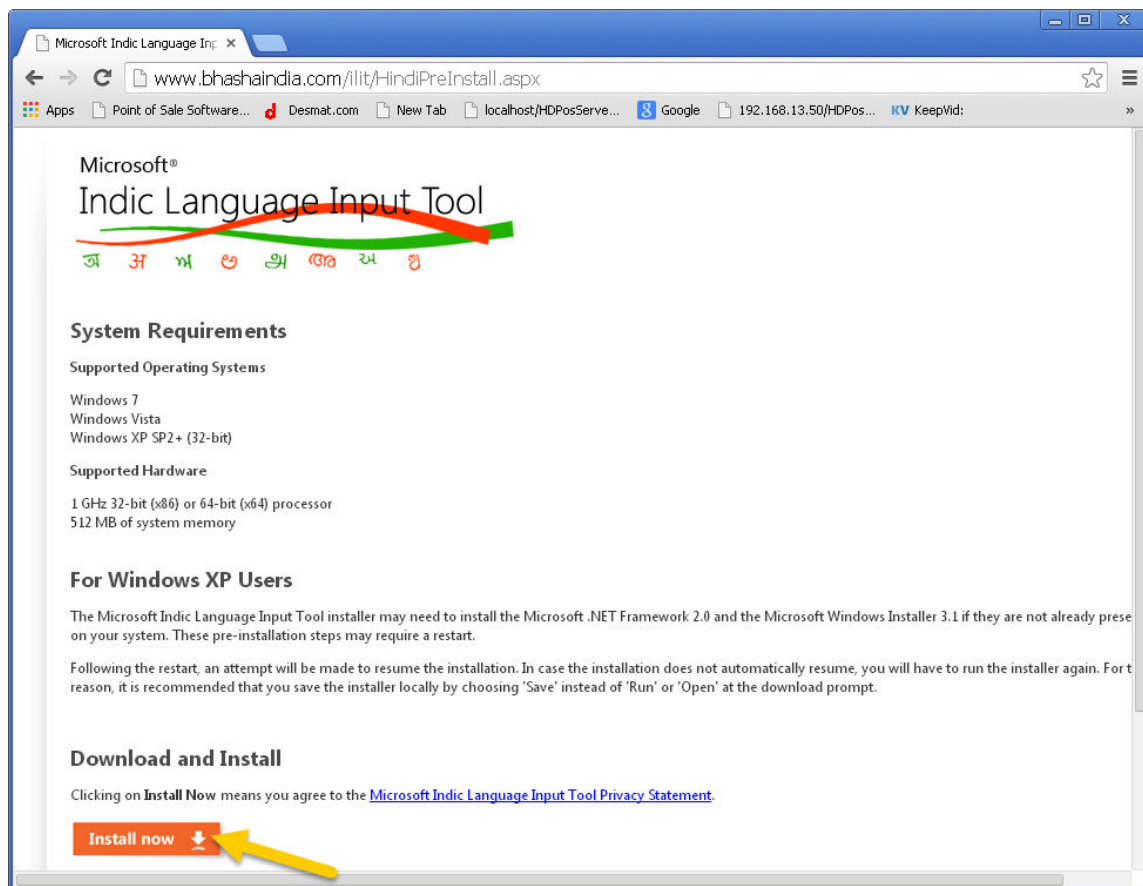 Microsoft Indic Language Inp
www.bhashaindia.com/ilit/HindiPreInstall.aspx
Apps Point of Sale Software... Desmat.com New Tab localhost/HDPosServe... Google 192.168.13.50/HDPos... KV KeepVid: »
Microsoft®
Indic Language Input Tool
অ अ ਅ ಅ அ അ અ ଅ
System Requirements
Supported Operating Systems
Windows 7
Windows Vista
Windows XP SP2+ (32-bit)
Supported Hardware
1 GHz 32-bit (x86) or 64-bit (x64) processor
512 MB of system memory
For Windows XP Users
The Microsoft Indic Language Input Tool installer may need to install the Microsoft .NET Framework 2.0 and the Microsoft Windows Installer 3.1 if they are not already prese
on your system. These pre-installation steps may require a restart.
Following the restart, an attempt will be made to resume the installation. In case the installation does not automatically resume, you will have to run the installer again. For t
reason, it is recommended that you save the installer locally by choosing 'Save' instead of 'Run' or 'Open' at the download prompt.
Download and Install
Clicking on Install Now means you agree to the Microsoft Indic Language Input Tool Privacy Statement.
Install now